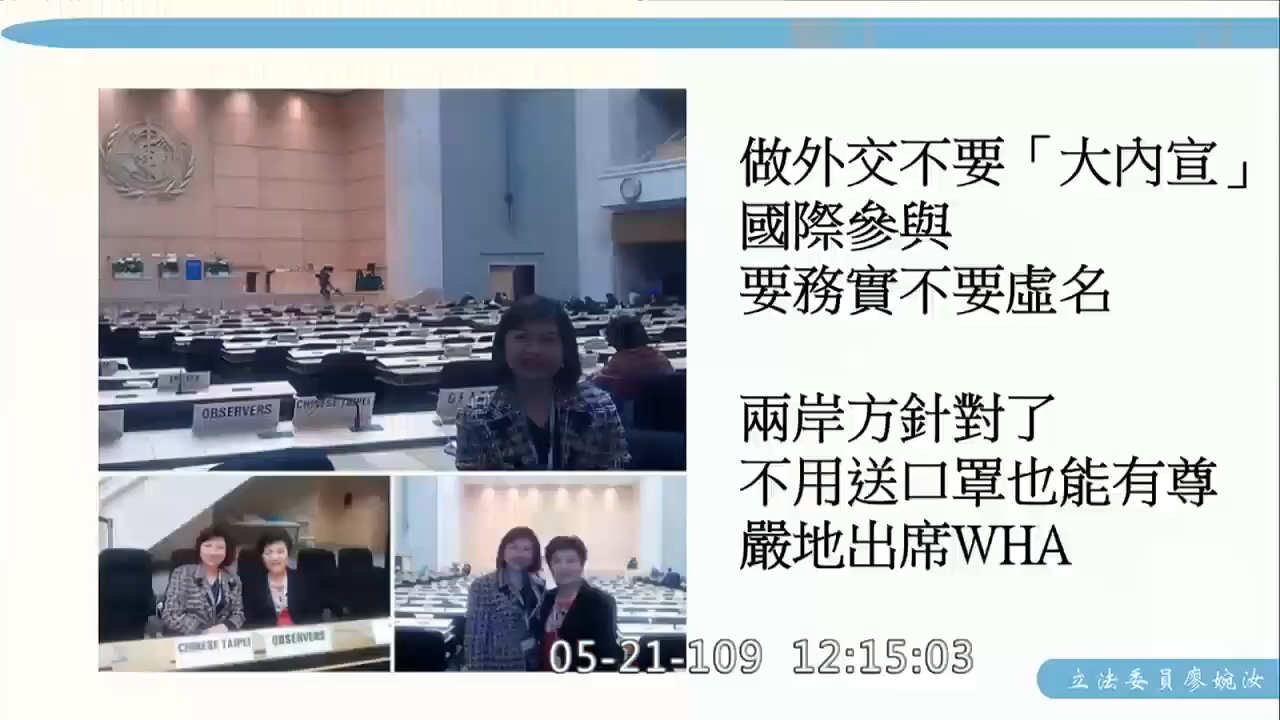 做外交不要「大內宣」
國際參與
要務實不要虛名
兩岸方針對了
不用送口罩也能有尊
嚴地出席WHA
OBSERVERS
CHINESE TAIPEI
CHINESE TAIPEI
OBSERVERS
05-21-109 12:15:03
立法委員廖婉汝